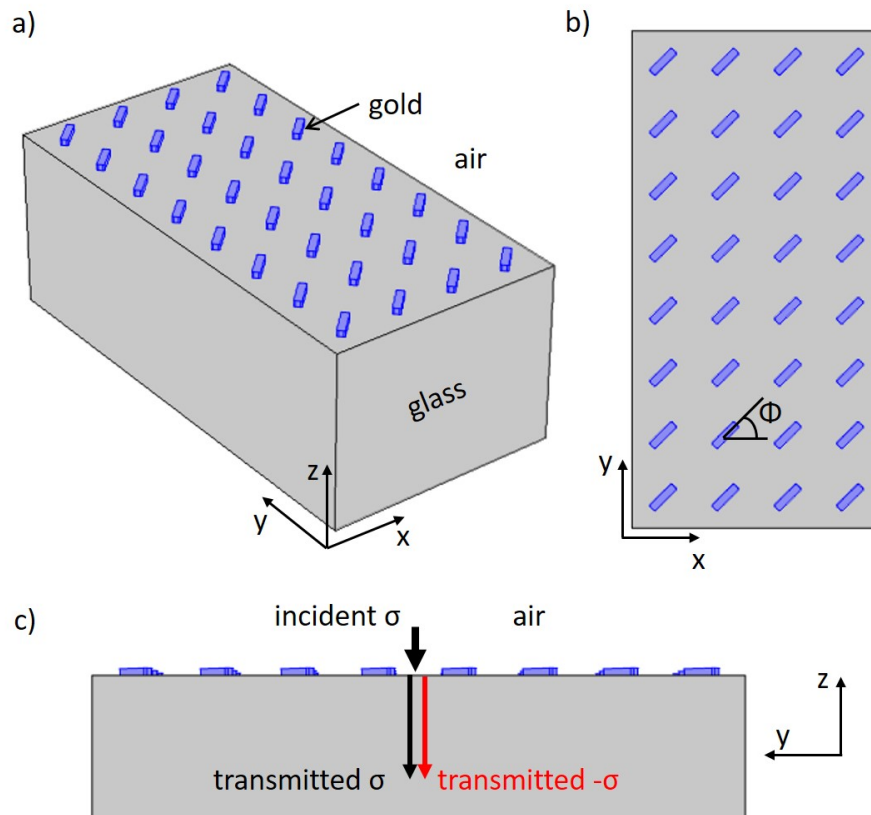 a)
gold
air
glass
z
y
x
b)
Φ
y
x
c)
incident σ
air
transmitted σ
transmitted -σ
z
y